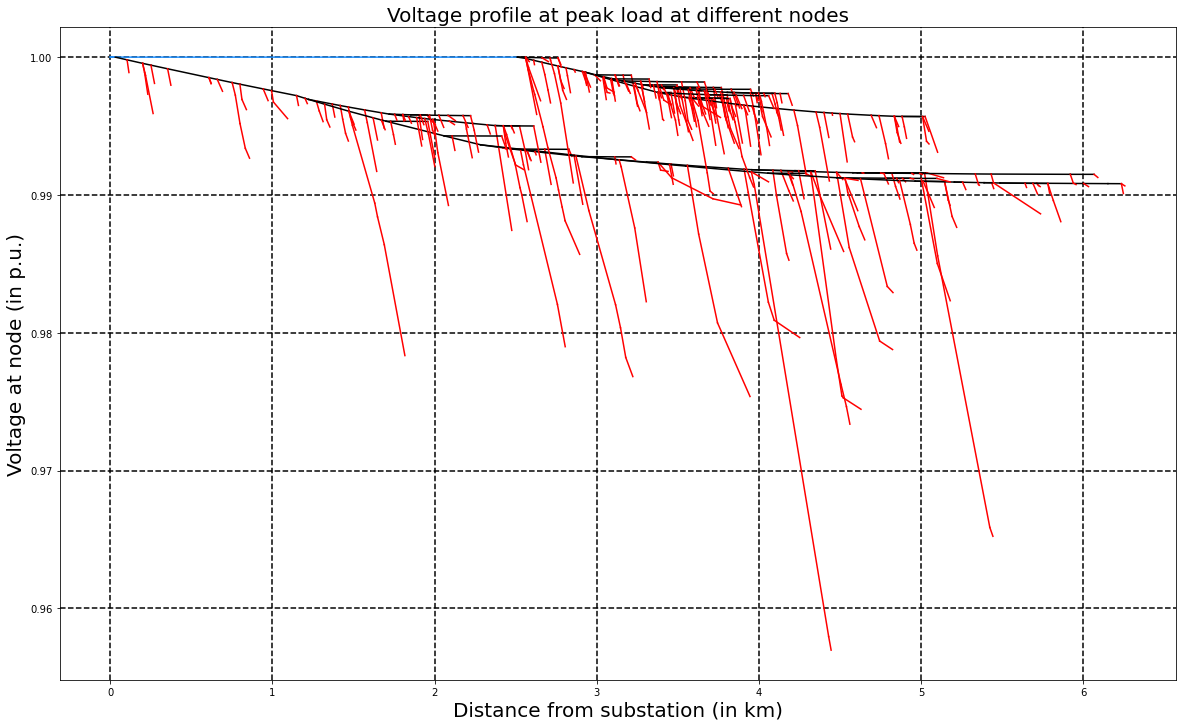 Voltage profile at peak load at different nodes
Voltage at node (in p.u.)
1.00
0.99
0.98
0.97
0.96
0 1 2 3 4 5 6
Distance from substation (in km)